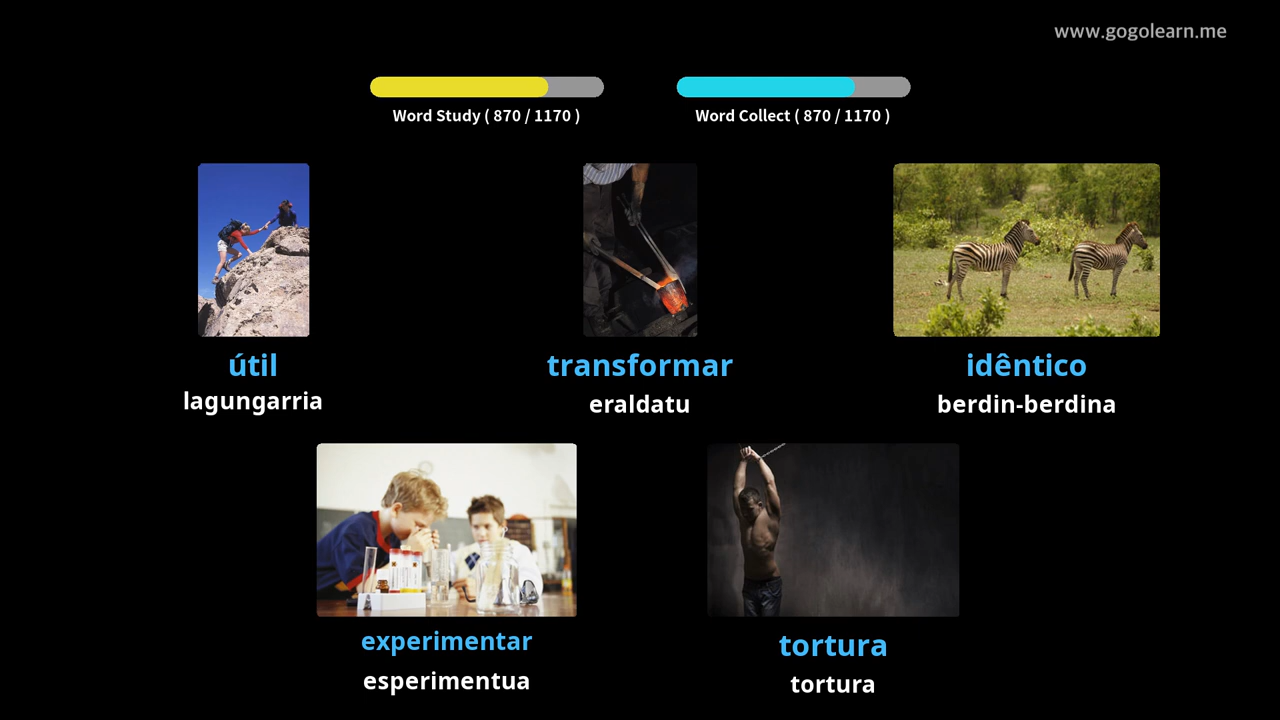 www.gogolearn.me
Word Study ( 870 / 1170 )
Word Collect ( 870 / 1170 )
útil
lagungarria
transformar
eraldatu
idêntico
berdin-berdina
experimentar
esperimentua
tortura
tortura